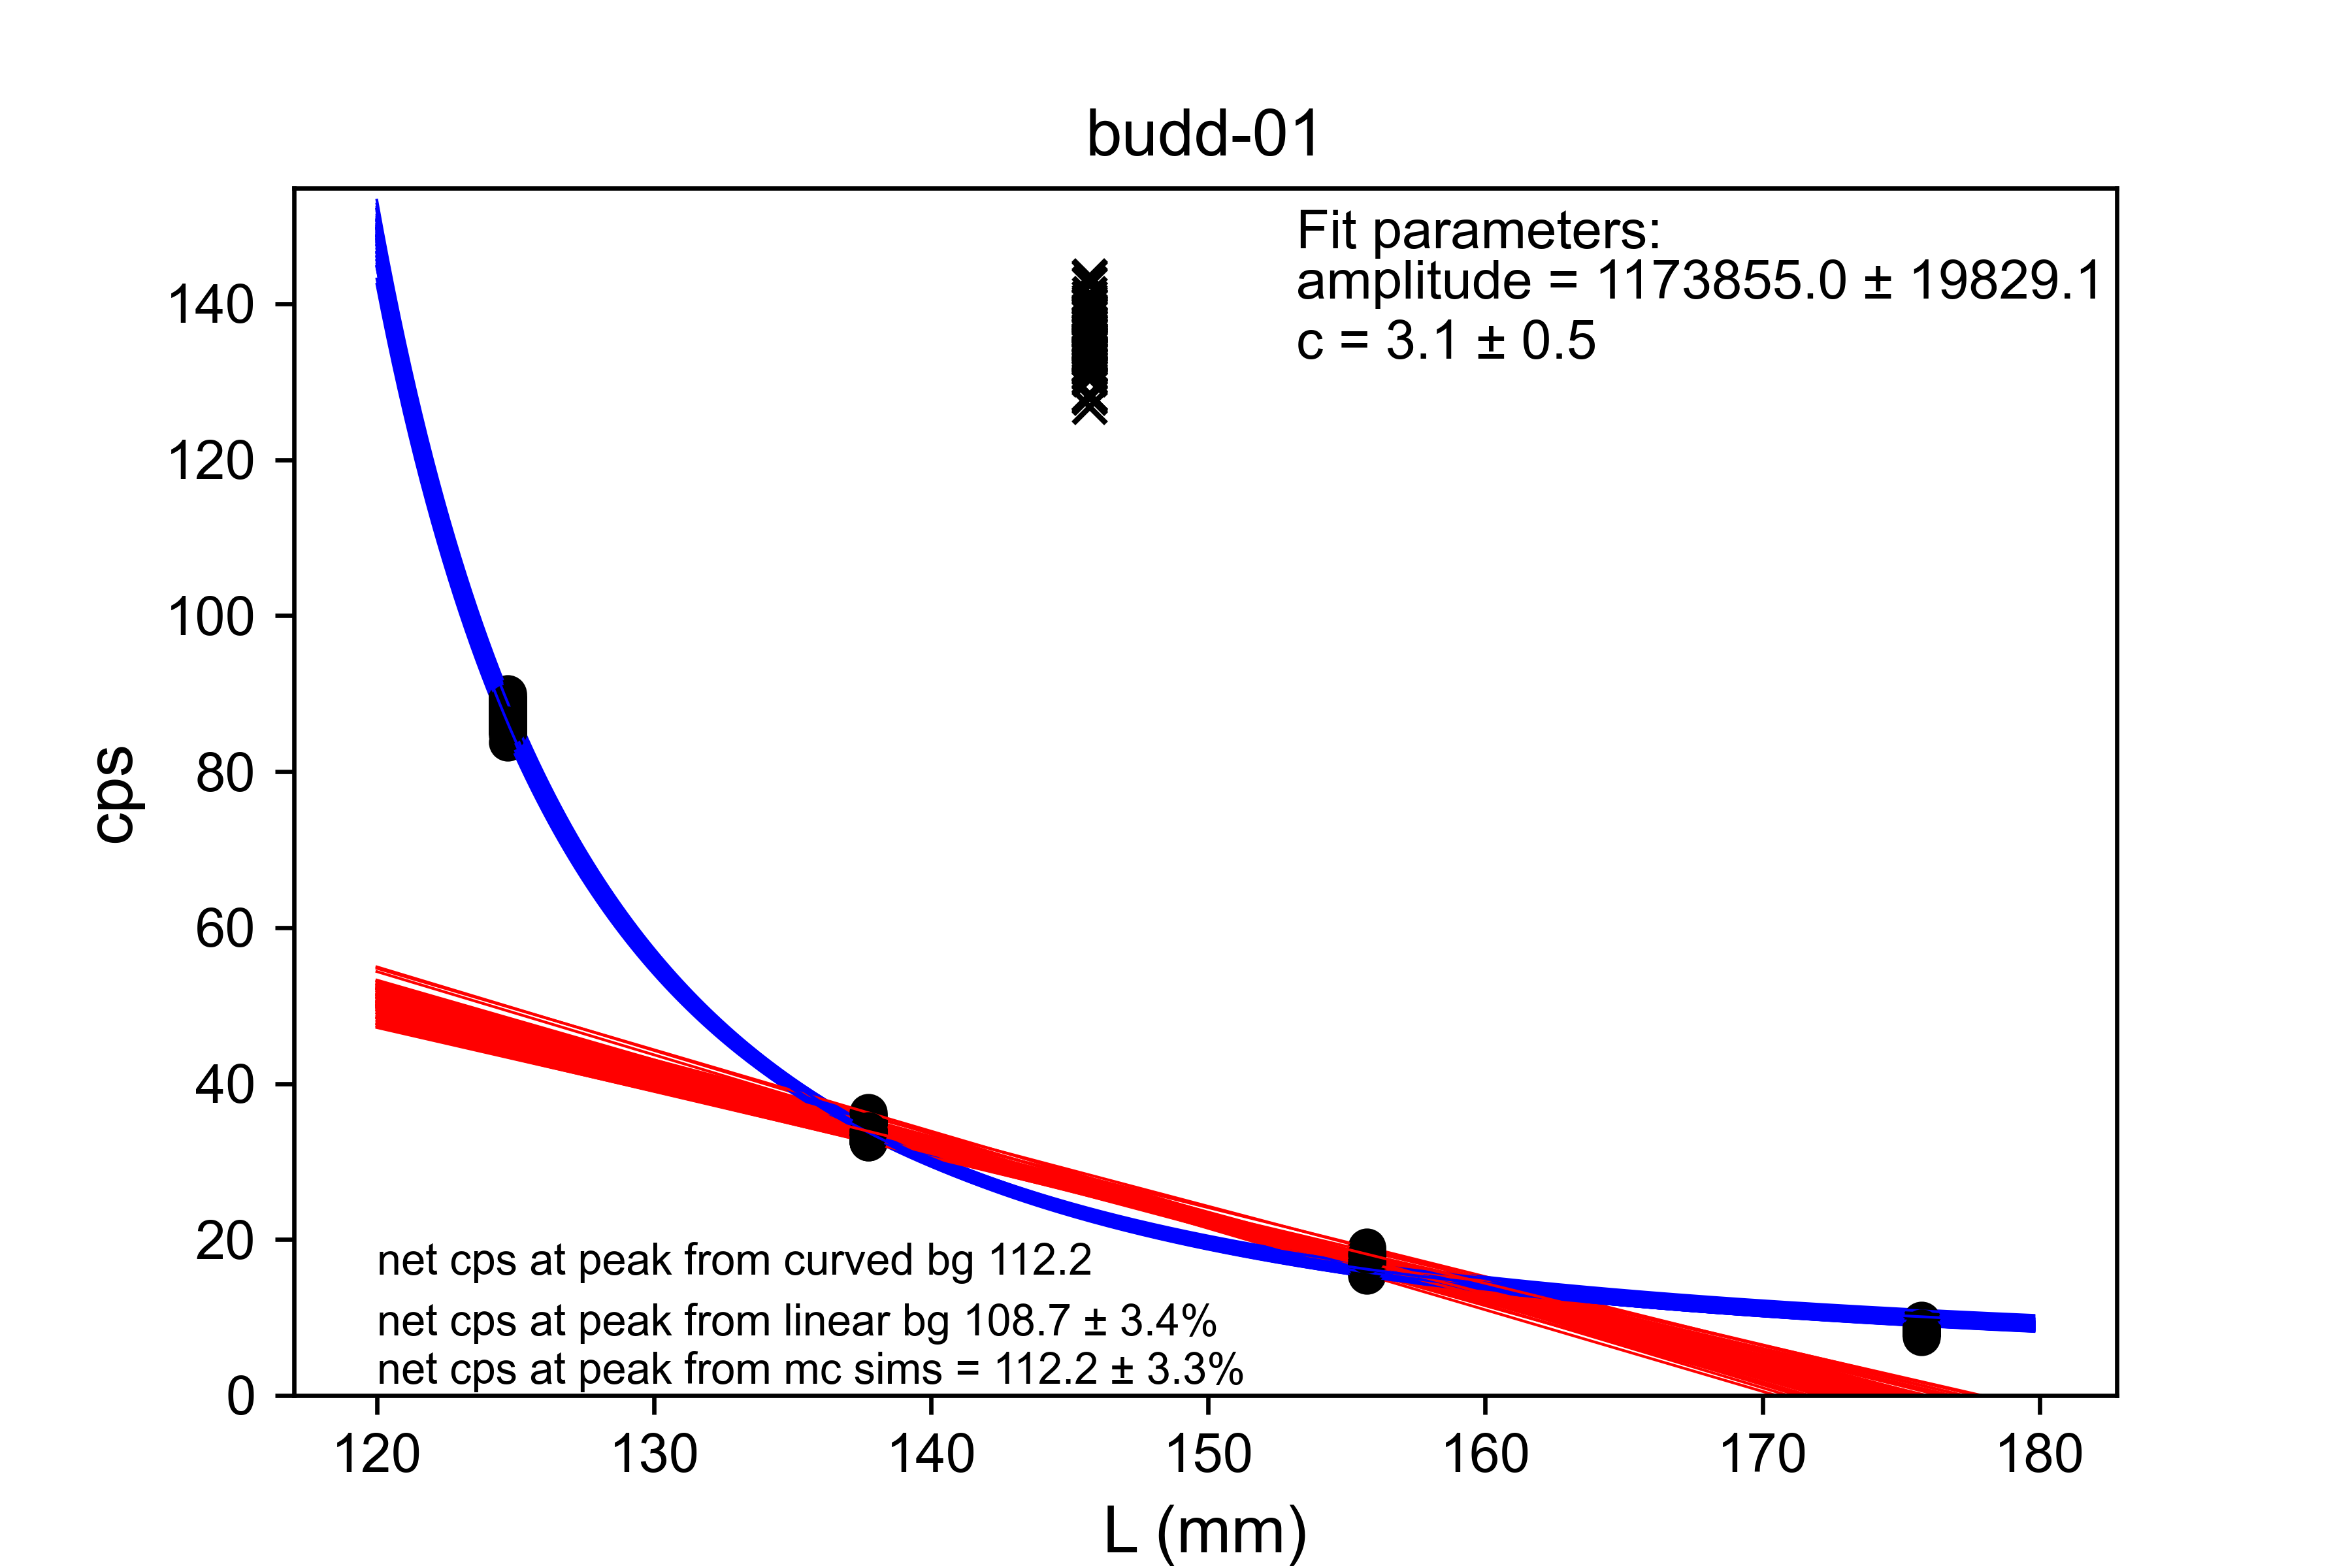 budd-01
Fit parameters:
amplitude = 1173855.0 ± 19829.1
c = 3.1 ± 0.5
140
120
100
80
60
40
20
0
cps
net cps at peak from curved bg 112.2
net cps at peak from linear bg 108.7 ± 3.4%
net cps at peak from mc sims = 112.2 ± 3.3%
120 130 140 150 160 170 180
L (mm)